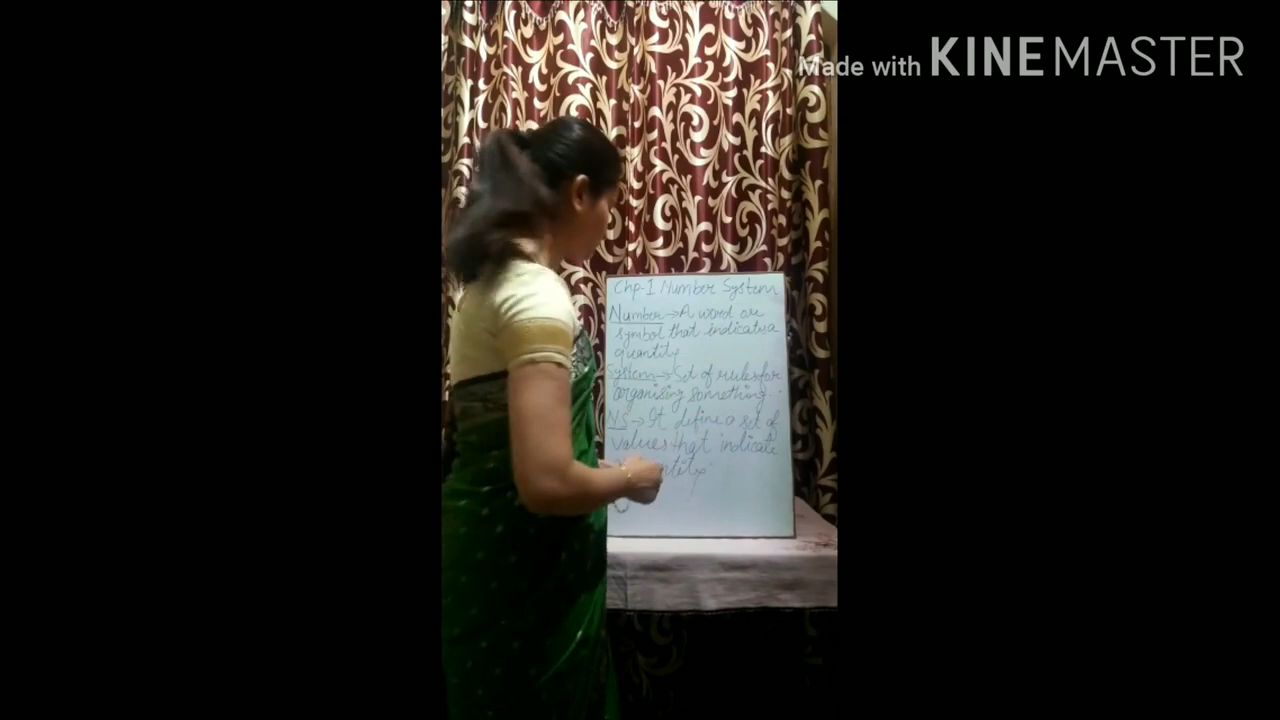 Made with KINEMASTER
Chp-1 Number System
Number → A word or
symbol that indicates a
quantity
System → Set of rules for
organising something
NS → It define a set of
values that indicate